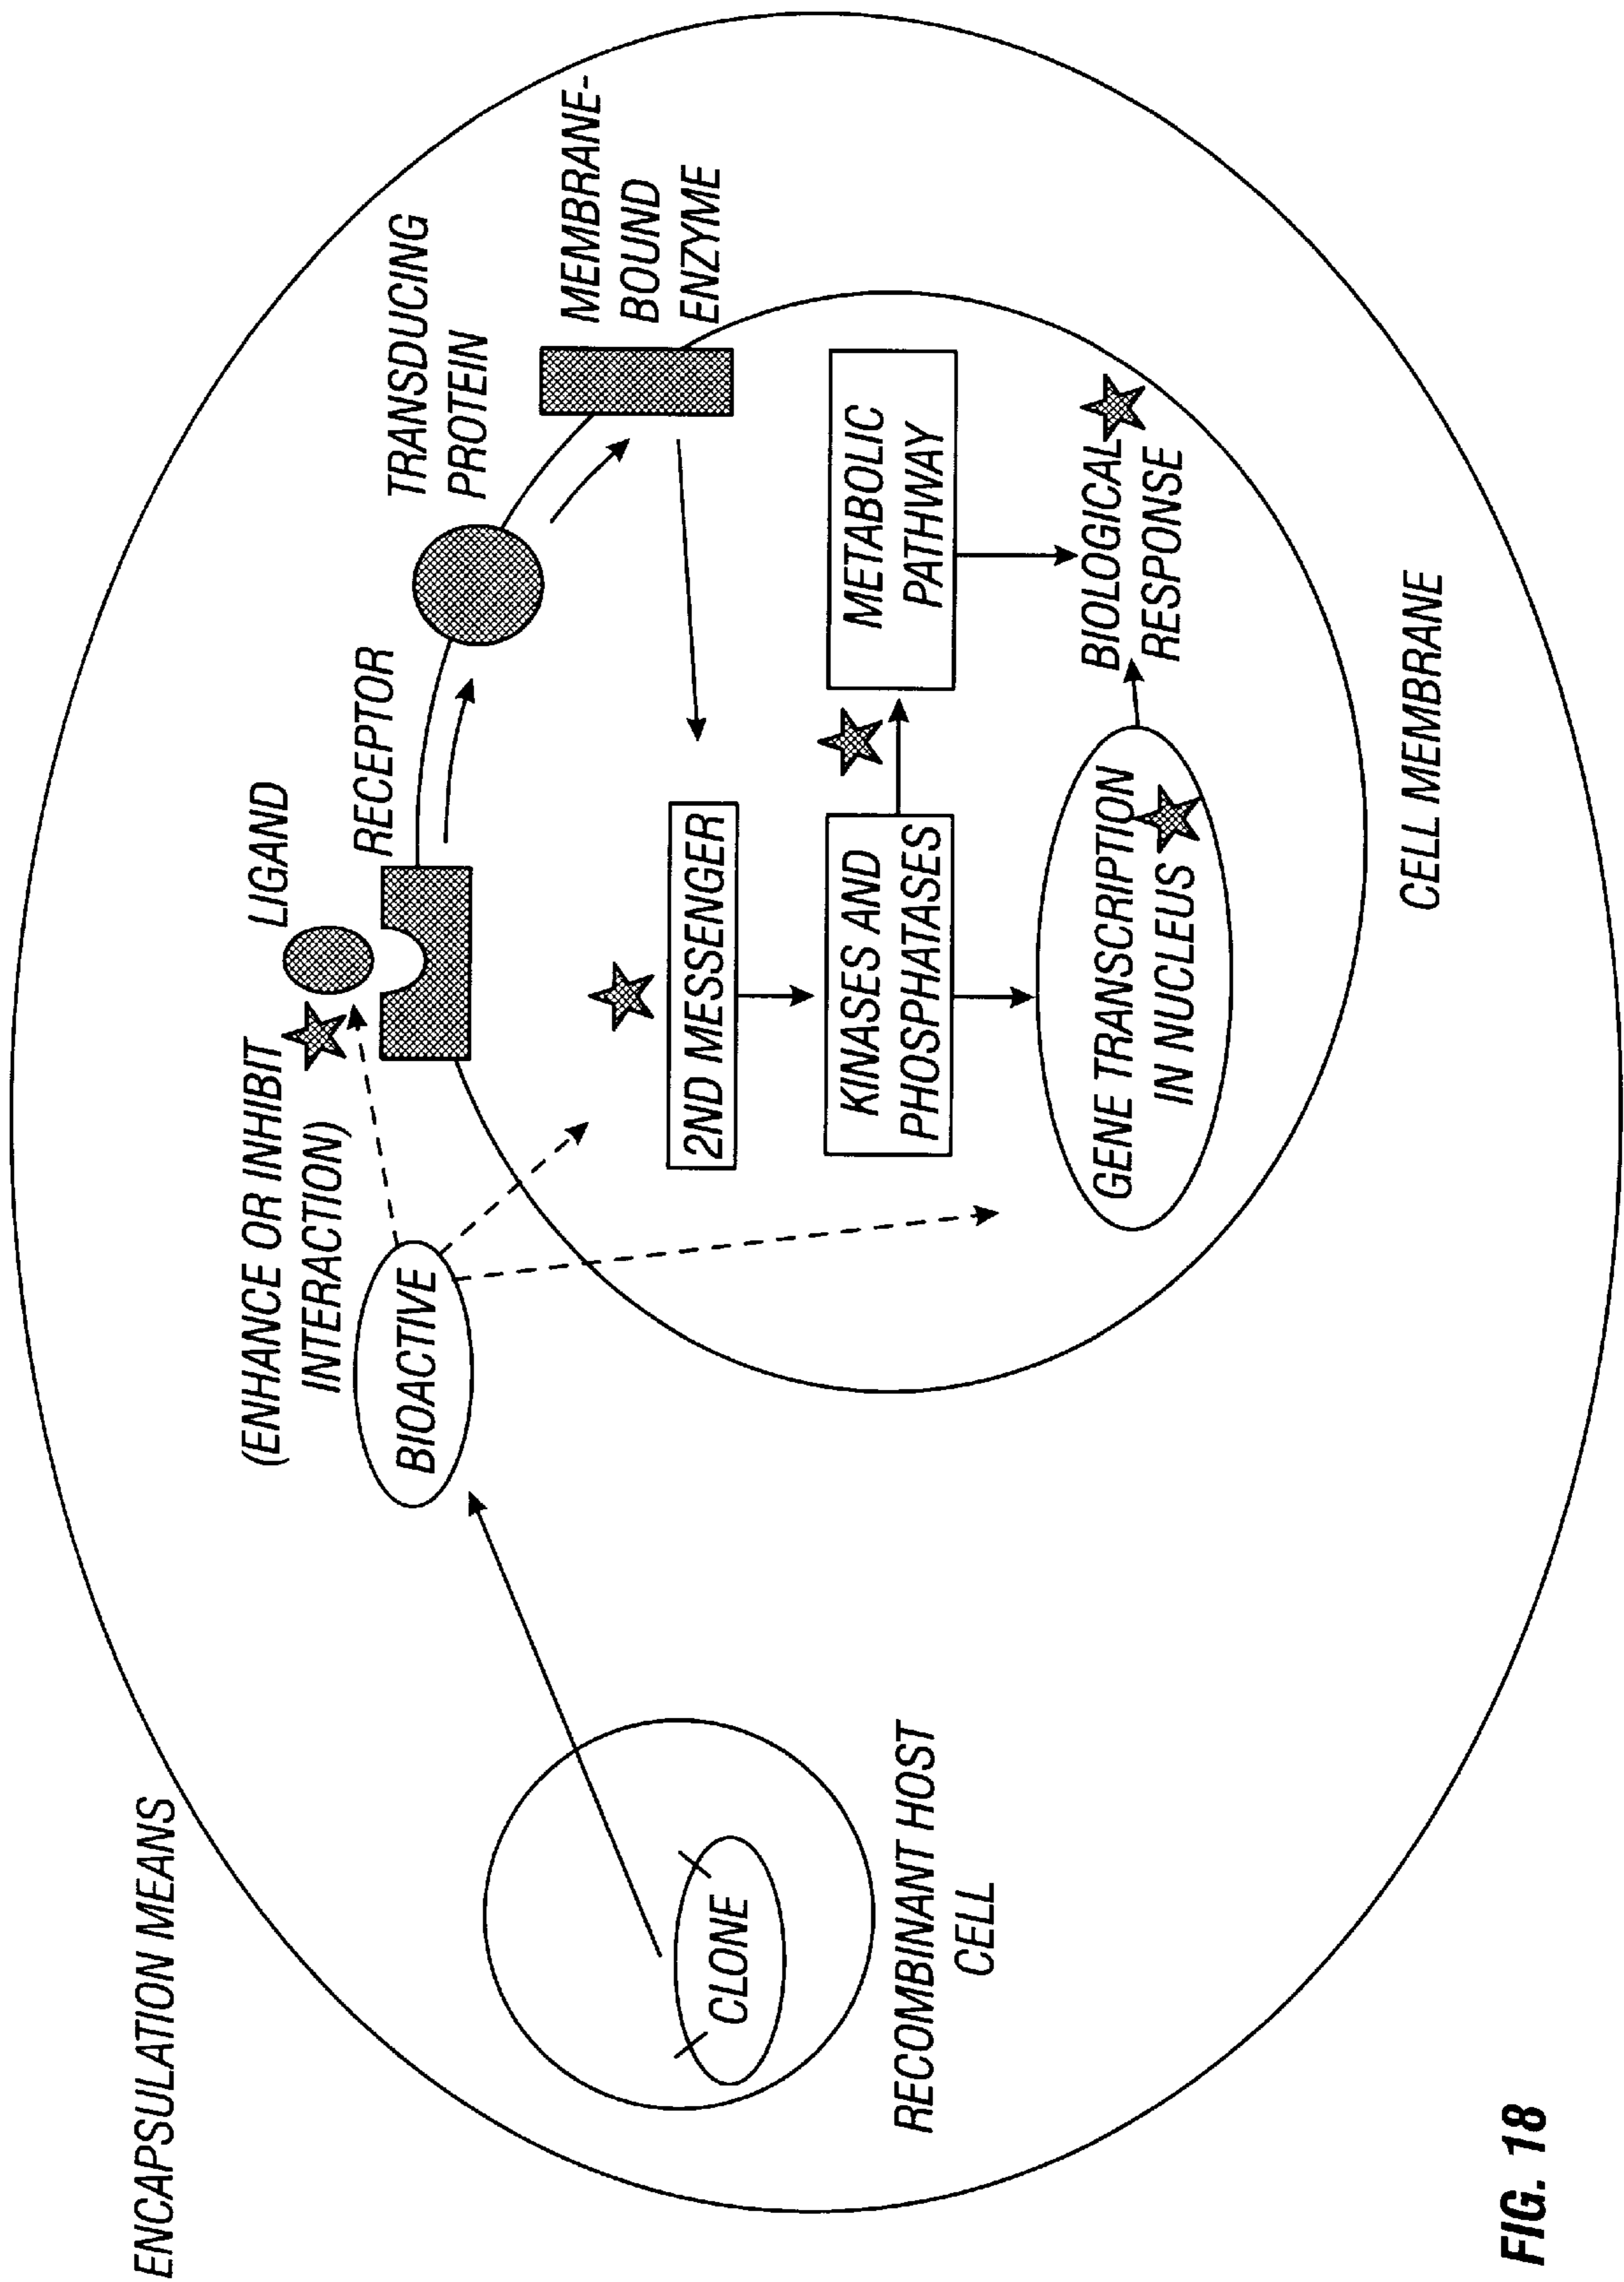 ENCAPSULATION MEANS
(ENHANCE OR INHIBIT
INTERACTION)
LIGAND
RECEPTOR
TRANSDUCING
PROTEIN
MEMBRANE-
BOUND
ENZYME
BIOACTIVE
2ND MESSENGER
KINASES AND
PHOSPHATASES
METABOLIC
PATHWAY
GENE TRANSCRIPTION
IN NUCLEUS
BIOLOGICAL
RESPONSE
CLONE
RECOMBINANT HOST
CELL
CELL MEMBRANE
FIG. 18